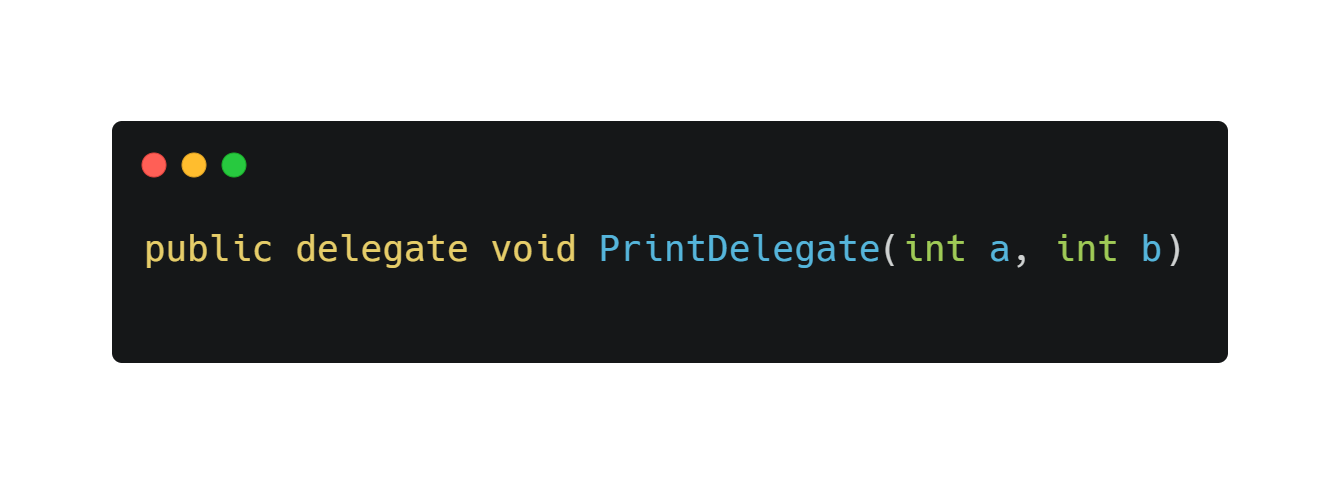 public delegate void PrintDelegate(int a, int b)